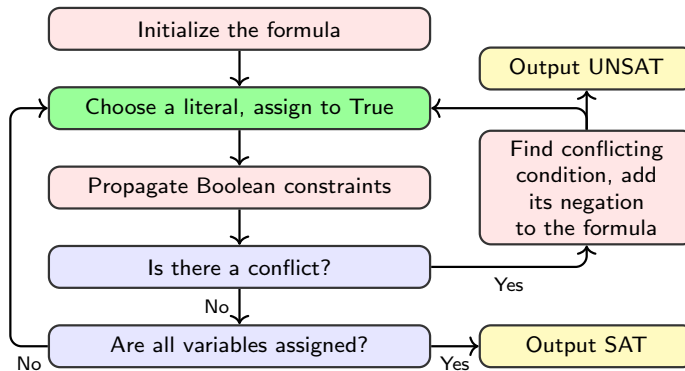 Initialize the formula
Output UNSAT
Choose a literal, assign to True
Find conflicting
condition, add
its negation
to the formula
Propagate Boolean constraints
Is there a conflict?
Yes
No
Are all variables assigned?
No
Yes
Output SAT